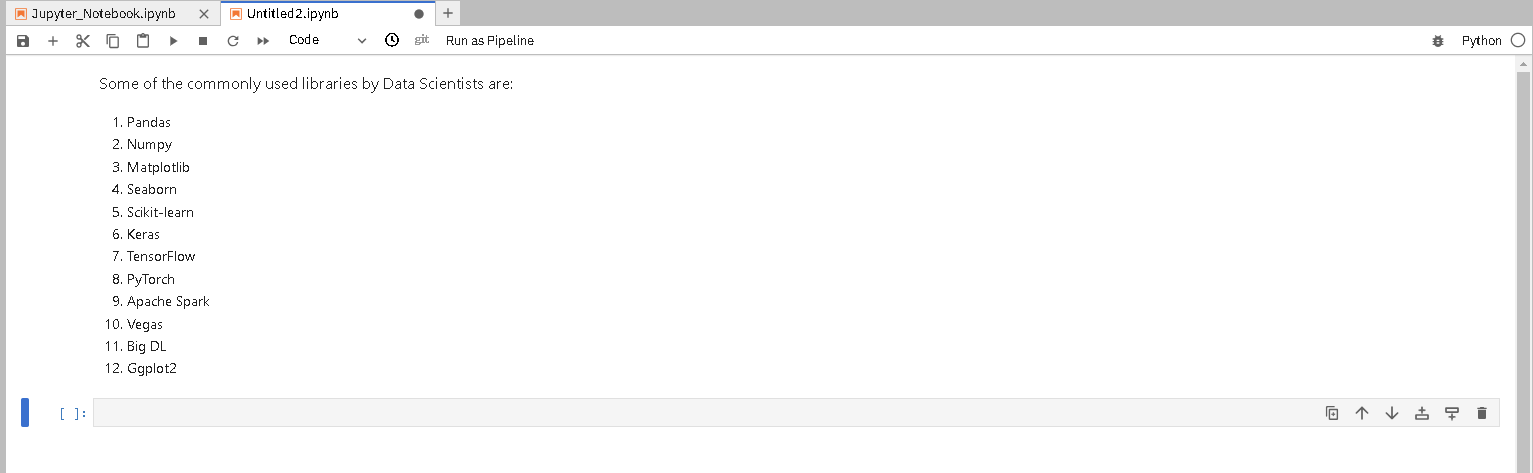 Jupyter_Notebook.ipynb Untitled2.ipynb
Code git Run as Pipeline Python
Some of the commonly used libraries by Data Scientists are:
1. Pandas
2. Numpy
3. Matplotlib
4. Seaborn
5. Scikit-learn
6. Keras
7. TensorFlow
8. PyTorch
9. Apache Spark
10. Vegas
11. Big DL
12. Ggplot2
[ ]: